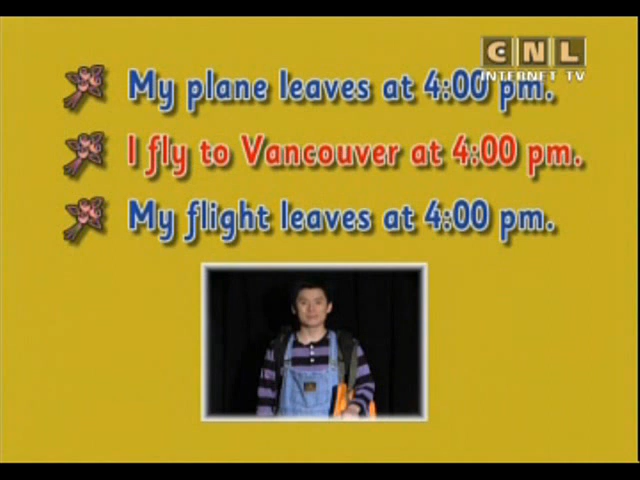 CNL
INTERNET TV
My plane leaves at 4:00 pm.
I fly to Vancouver at 4:00 pm.
My flight leaves at 4:00 pm.